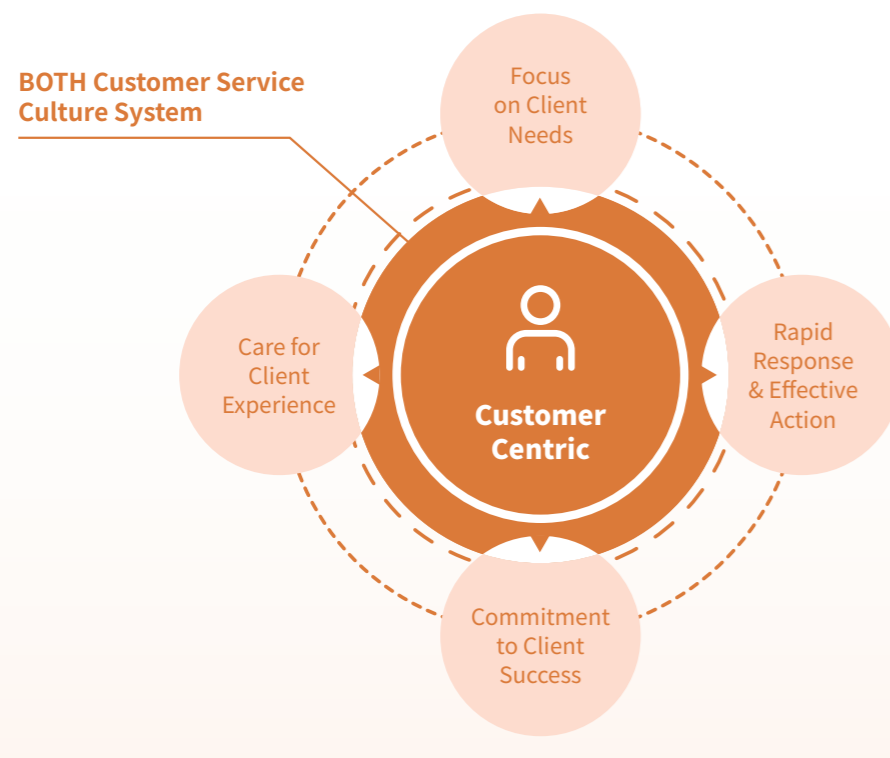 BOTH Customer Service
Culture System
Focus
on Client
Needs
Care for
Client
Experience
Customer
Centric
Rapid
Response
& Effective
Action
Commitment
to Client
Success